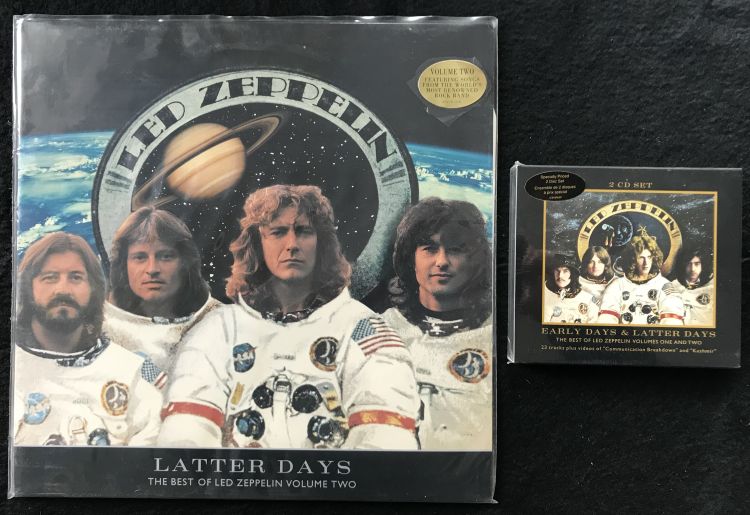 LED ZEPPELIN
VOLUME TWO
FEATURING SONGS
FROM THE WORLD'S
MOST RENOWNED
ROCK BAND
LATTER DAYS
THE BEST OF LED ZEPPELIN VOLUME TWO
Specially Priced
2 Disc Set
Ensemble de 2 disques
à prix spécial
2 CD SET
LED ZEPPELIN
EARLY DAYS & LATTER DAYS
THE BEST OF LED ZEPPELIN VOLUMES ONE AND TWO
23 tracks plus videos of "Communication Breakdown" and "Kashmir"